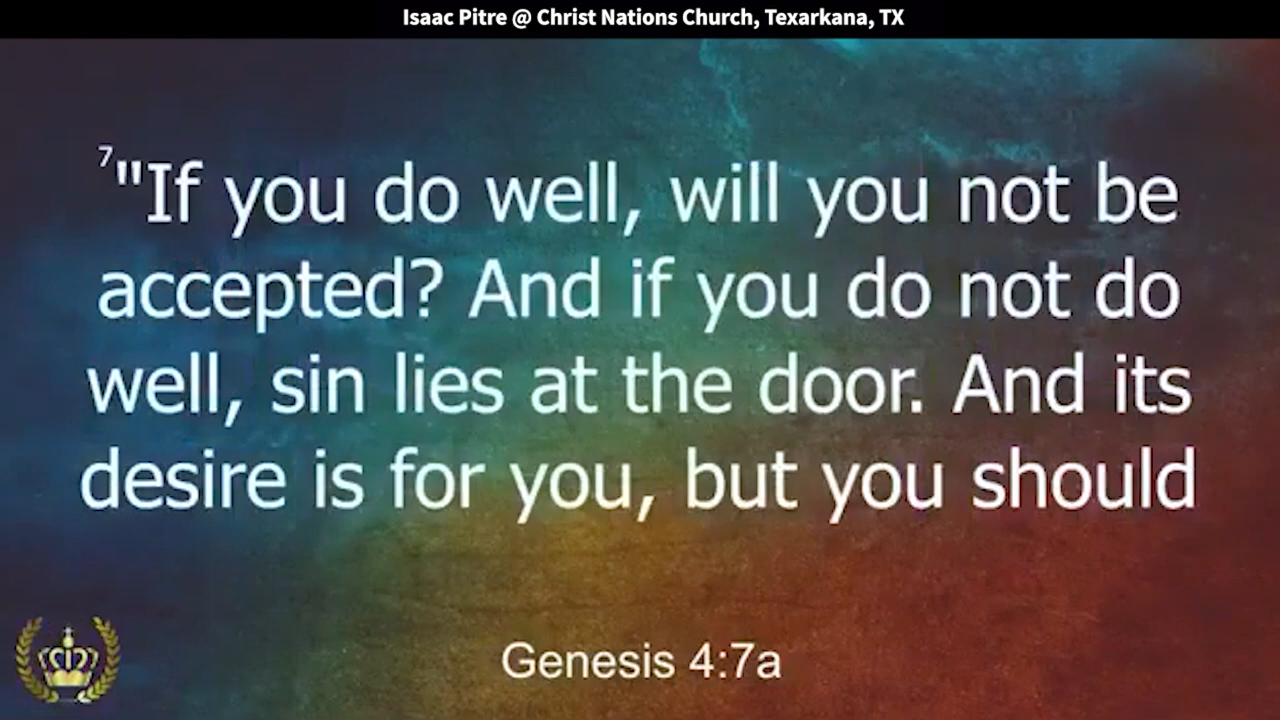 Isaac Pitre @ Christ Nations Church, Texarkana, TX
7"If you do well, will you not be
accepted? And if you do not do
well, sin lies at the door. And its
desire is for you, but you should
Genesis 4:7a